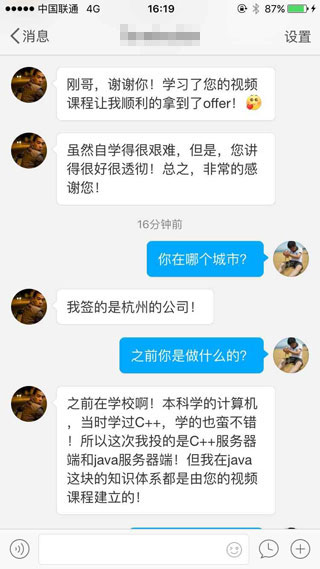 中国联通 4G 16:19 87%
消息 设置
刚哥，谢谢你！学习了您的视频
课程让我顺利的拿到了offer！
虽然自学得很艰难，但是，您讲
得很好很透彻！总之，非常的感
谢您！
16分钟前
你在哪个城市？
我签的是杭州的公司！
之前你是做什么的？
之前在学校啊！本科学的计算机
，当时学过C++，学的也蛮不错
！所以这次我投的是C++服务器
端和java服务器端！但我在java
这块的知识体系都是由您的视频
课程建立的！